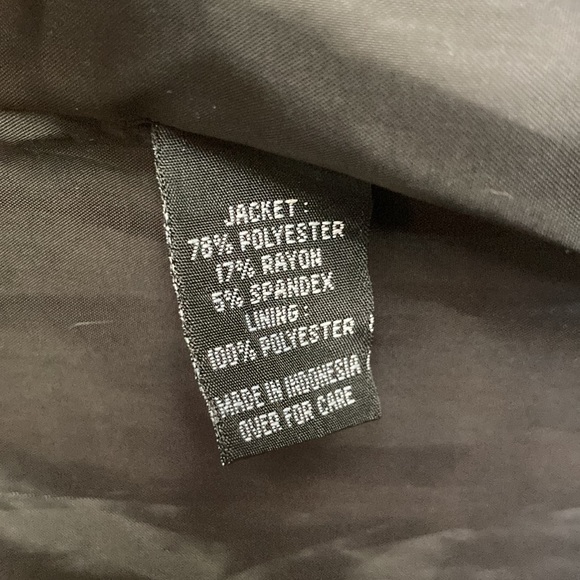 JACKET:
78% POLYESTER
17% RAYON
5% SPANDEX
LINING:
100% POLYESTER
MADE IN INDONESIA
OVER FOR CARE